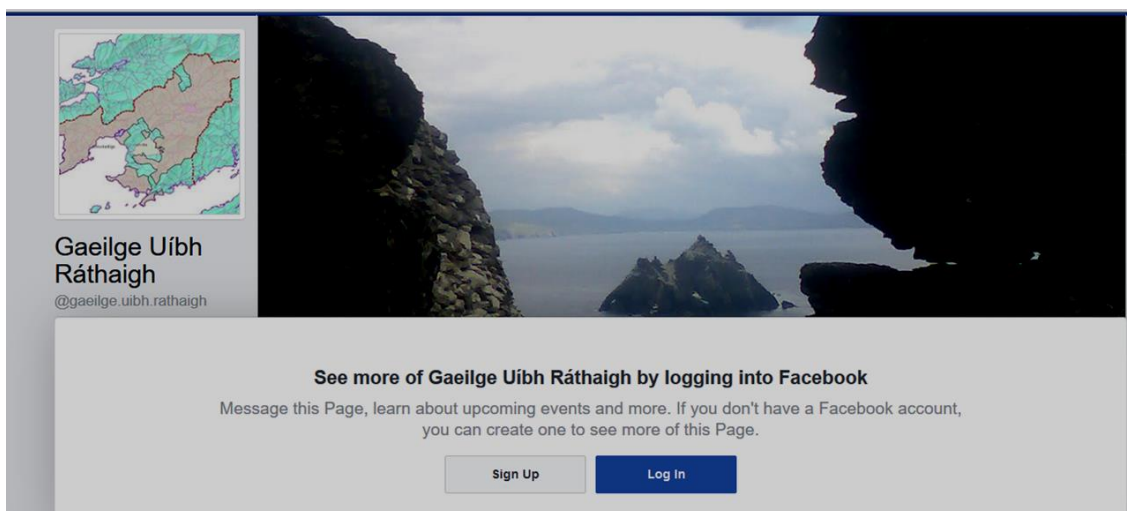 Gaeilge Uíbh
Ráthaigh
@gaeilge.uibh.rathaigh
See more of Gaeilge Uíbh Ráthaigh by logging into Facebook
Message this Page, learn about upcoming events and more. If you don't have a Facebook account,
you can create one to see more of this Page.
Sign Up
Log In